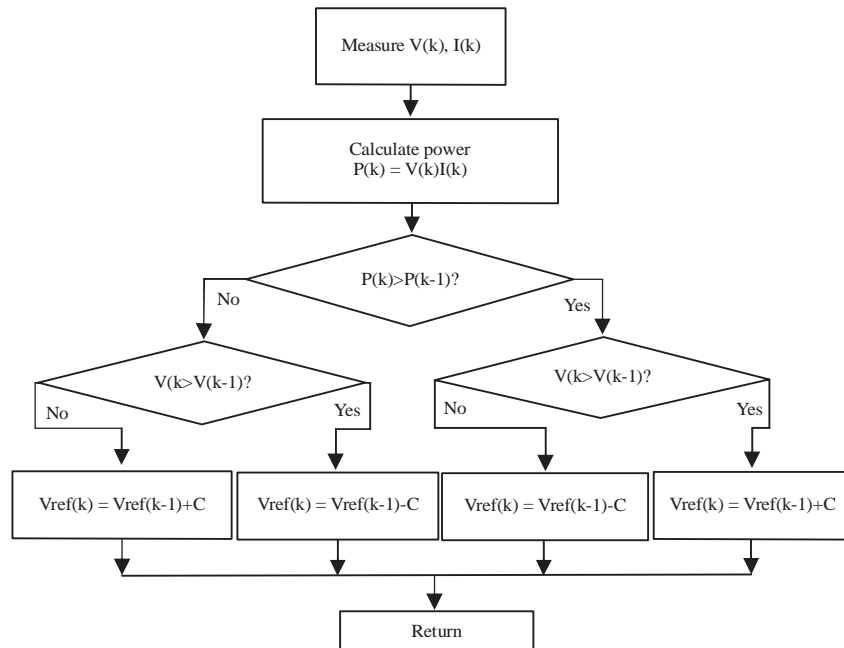 Measure V(k), I(k)
Calculate power
P(k) = V(k)I(k)
P(k)>P(k-1)?
No
Yes
V(k>V(k-1)?
V(k>V(k-1)?
No
Yes
No
Yes
Vref(k) = Vref(k-1)+C
Vref(k) = Vref(k-1)-C
Vref(k) = Vref(k-1)-C
Vref(k) = Vref(k-1)+C
Return